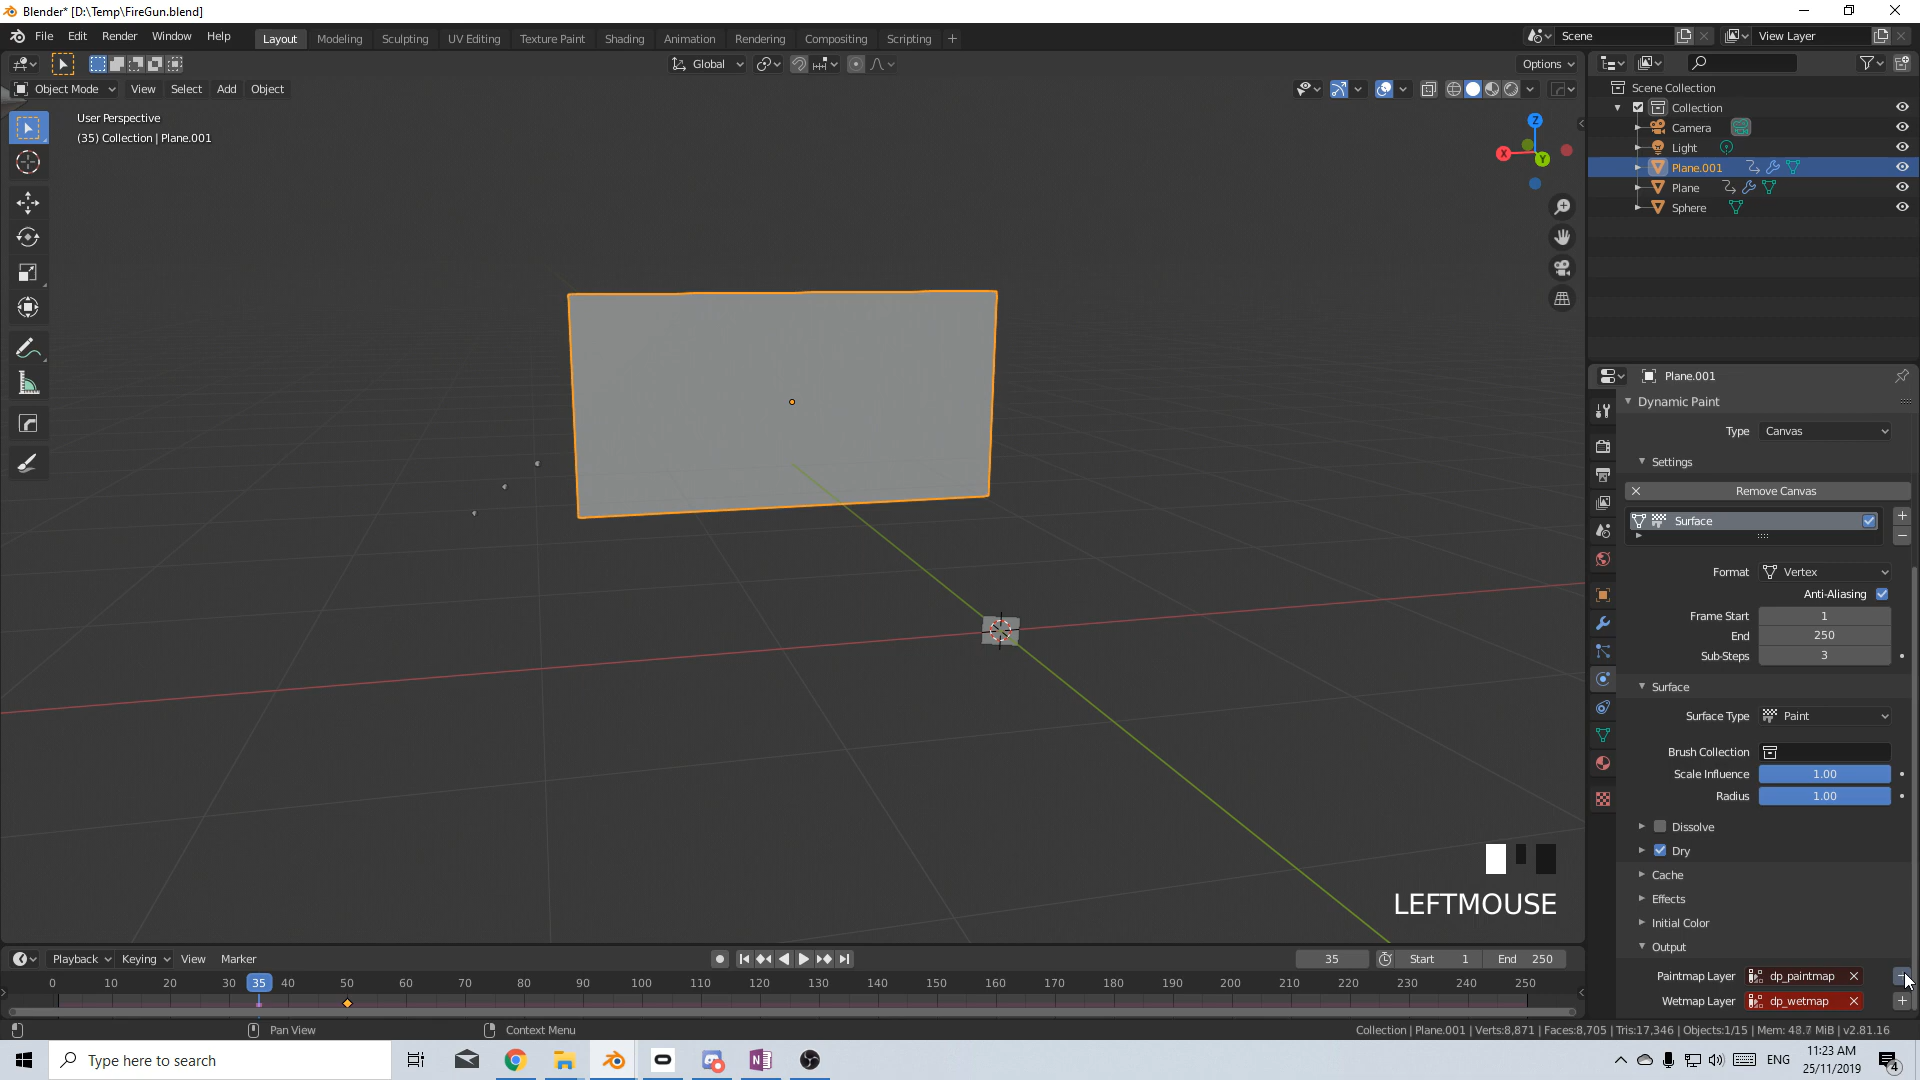 Blender* [D:\Temp\FireGun.blend]
File Edit Render Window Help
Layout Modeling Sculpting UV Editing Texture Paint Shading Animation Rendering Compositing Scripting +
Scene
View Layer
Global
Options
Object Mode View Select Add Object
User Perspective
(35) Collection | Plane.001
Z
X
Y
Scene Collection
Collection
Camera
Light
Plane.001
Plane
Sphere
Plane.001
Dynamic Paint
Type Canvas
Settings
Remove Canvas
Surface
Format Vertex
Anti-Aliasing
Frame Start 1
End 250
Sub-Steps 3
Surface
Surface Type Paint
Brush Collection
Scale Influence 1.00
Radius 1.00
Dissolve
Dry
Cache
Effects
Initial Color
Output
Paintmap Layer dp_paintmap
Wetmap Layer dp_wetmap
LEFTMOUSE
Playback Keying View Marker
35 Start 1 End 250
0 10 20 30 35 40 50 60 70 80 90 100 110 120 130 140 150 160 170 180 190 200 210 220 230 240 250
Pan View
Context Menu
Collection | Plane.001 | Verts:8,871 | Faces:8,705 | Tris:17,346 | Objects:1/15 | Mem: 48.7 MiB | v2.81.16
Type here to search
ENG
11:23 AM
25/11/2019
4